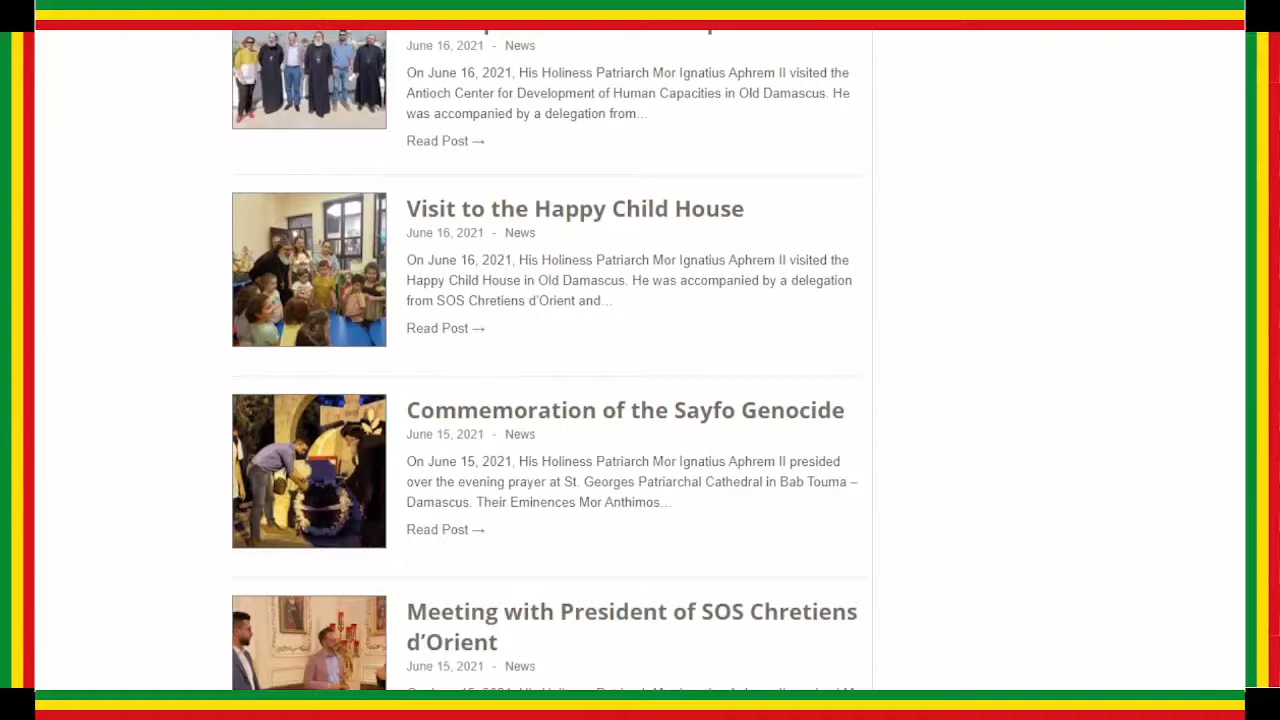 June 16, 2021 - News
On June 16, 2021, His Holiness Patriarch Mor Ignatius Aphrem II visited the
Antioch Center for Development of Human Capacities in Old Damascus. He
was accompanied by a delegation from…
Read Post →
Visit to the Happy Child House
June 16, 2021 - News
On June 16, 2021, His Holiness Patriarch Mor Ignatius Aphrem II visited the
Happy Child House in Old Damascus. He was accompanied by a delegation
from SOS Chretiens d’Orient and…
Read Post →
Commemoration of the Sayfo Genocide
June 15, 2021 - News
On June 15, 2021, His Holiness Patriarch Mor Ignatius Aphrem II presided
over the evening prayer at St. Georges Patriarchal Cathedral in Bab Touma –
Damascus. Their Eminences Mor Anthimos…
Read Post →
Meeting with President of SOS Chretiens
d’Orient
June 15, 2021 - News